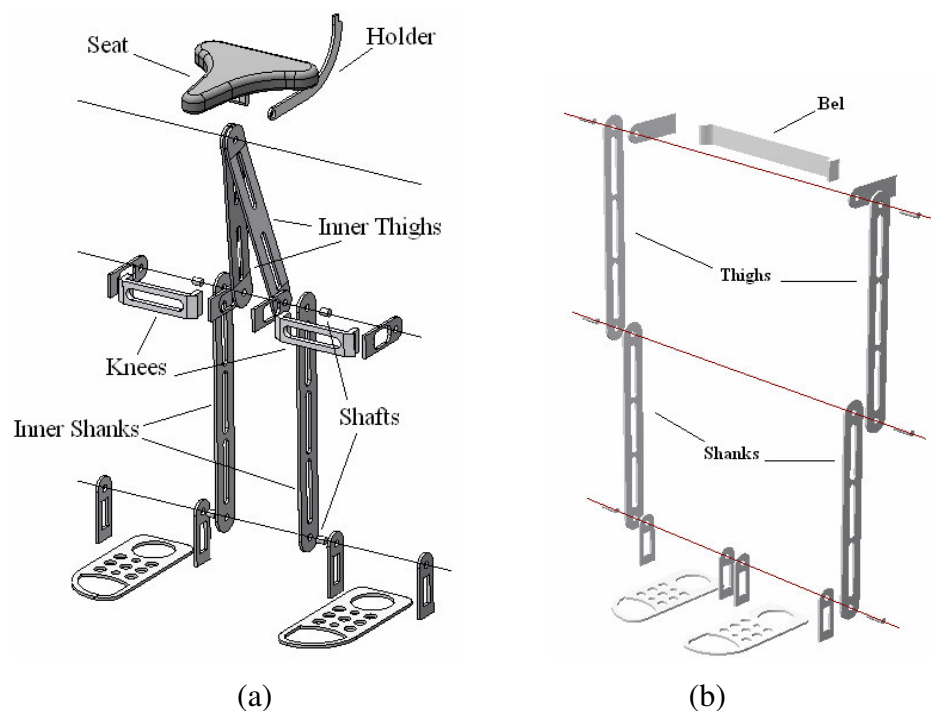 Seat
Holder
Inner Thighs
Knees
Shafts
Inner Shanks
(a)
Bel
Thighs
Shanks
(b)